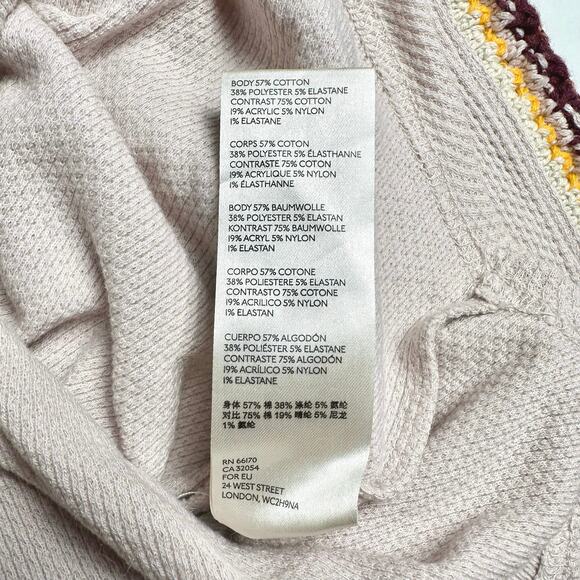 BODY 57% COTTON
38% POLYESTER 5% ELASTANE
CONTRAST 75% COTTON
19% ACRYLIC 5% NYLON
1% ELASTANE
CORPS 57% COTON
38% POLYESTER 5% ÉLASTHANNE
CONTRASTE 75% COTON
19% ACRYLIQUE 5% NYLON
1% ÉLASTHANNE
BODY 57% BAUMWOLLE
38% POLYESTER 5% ELASTAN
KONTRAST 75% BAUMWOLLE
19% ACRYL 5% NYLON
1% ELASTAN
CORPO 57% COTONE
38% POLIESTERE 5% ELASTAN
CONTRASTO 75% COTONE
19% ACRILICO 5% NYLON
1% ELASTAN
CUERPO 57% ALGODÓN
38% POLIÉSTER 5% ELASTANE
CONTRASTE 75% ALGODÓN
19% ACRÍLICO 5% NYLON
1% ELASTANE
身体 57% 棉 38% 涤纶 5% 氨纶
对比 75% 棉 19% 腈纶 5% 尼龙
1% 氨纶
RN 66170
CA 32054
FOR EU
24 WEST STREET
LONDON, WC2H9NA